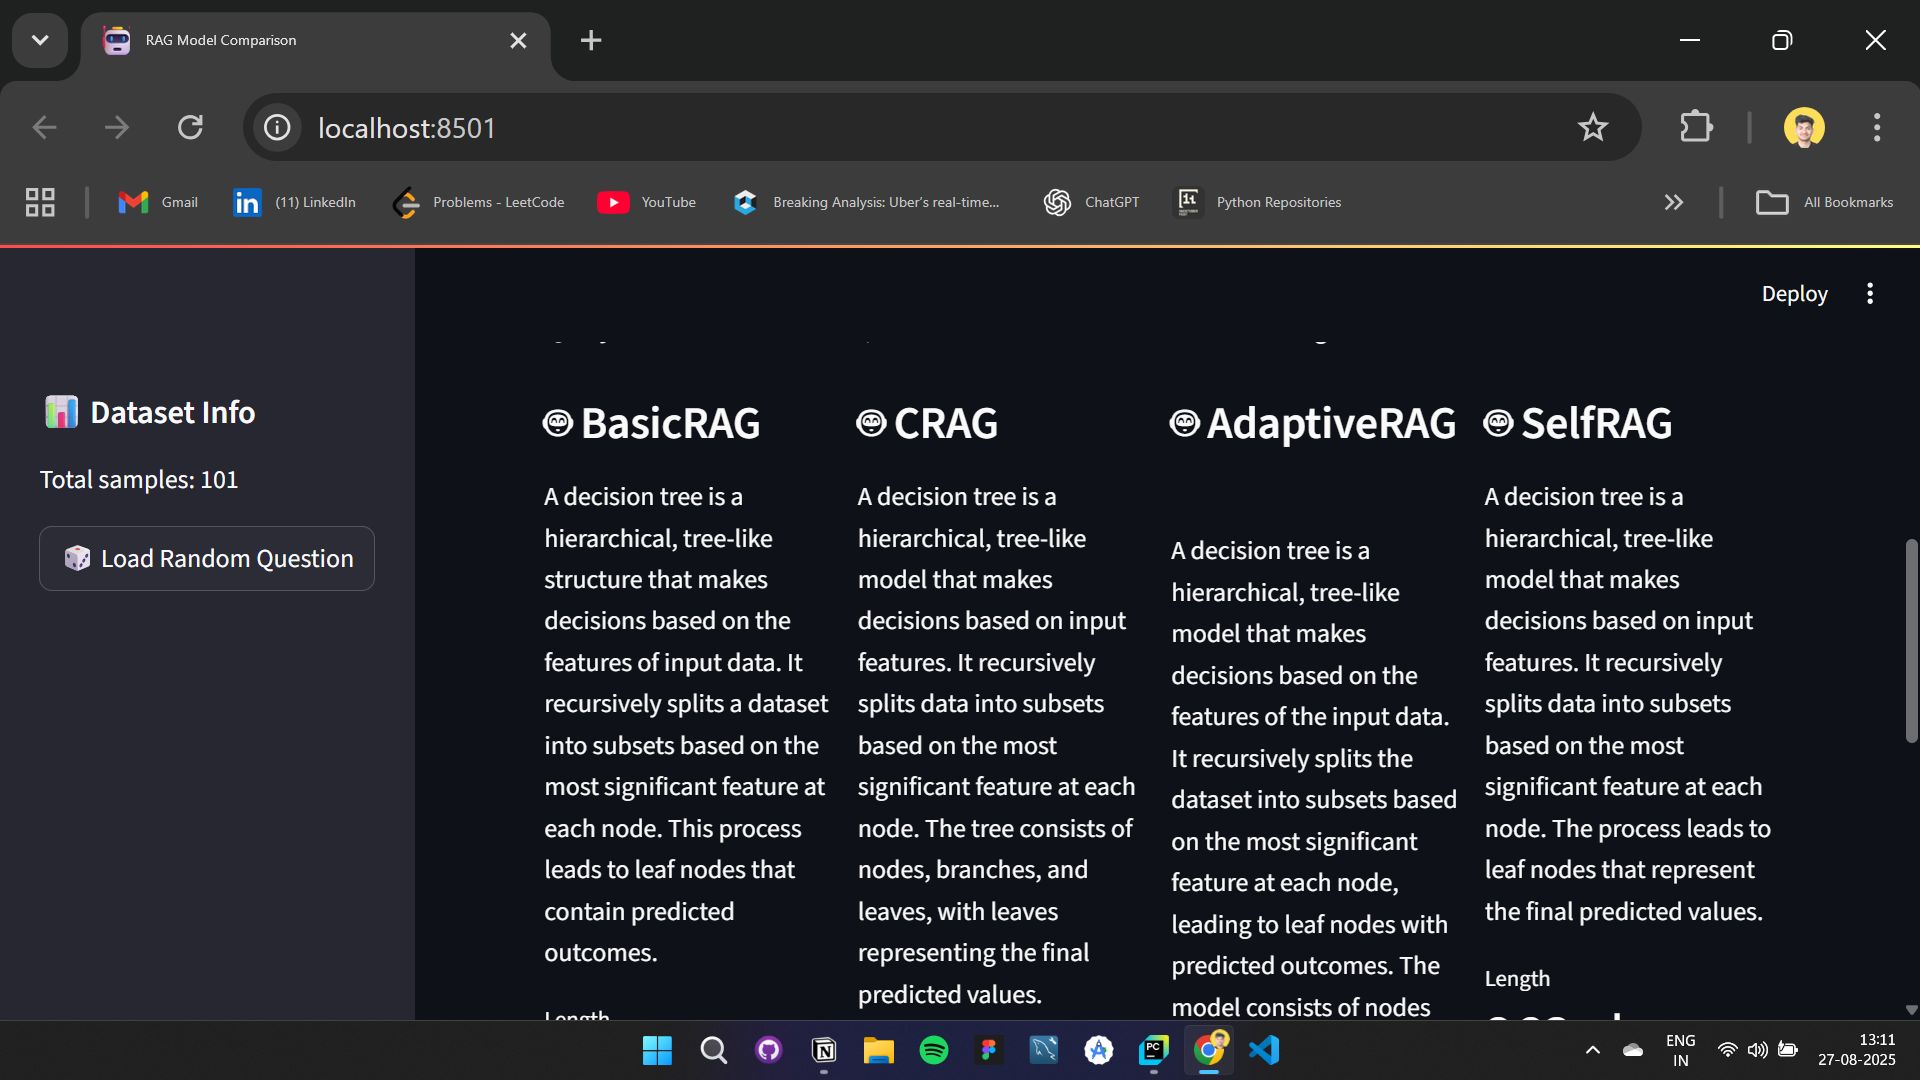 RAG Model Comparison
localhost:8501
Gmail
(11) LinkedIn
Problems - LeetCode
YouTube
Breaking Analysis: Uber's real-time...
ChatGPT
Python Repositories
All Bookmarks
Deploy
Dataset Info
Total samples: 101
Load Random Question
BasicRAG
A decision tree is a
hierarchical, tree-like
structure that makes
decisions based on the
features of input data. It
recursively splits a dataset
into subsets based on the
most significant feature at
each node. This process
leads to leaf nodes that
contain predicted
outcomes.
Length
CRAG
A decision tree is a
hierarchical, tree-like
model that makes
decisions based on input
features. It recursively
splits data into subsets
based on the most
significant feature at each
node. The tree consists of
nodes, branches, and
leaves, with leaves
representing the final
predicted values.
AdaptiveRAG
A decision tree is a
hierarchical, tree-like
model that makes
decisions based on the
features of the input data.
It recursively splits the
dataset into subsets based
on the most significant
feature at each node,
leading to leaf nodes with
predicted outcomes. The
model consists of nodes
SelfRAG
A decision tree is a
hierarchical, tree-like
model that makes
decisions based on input
features. It recursively
splits data into subsets
based on the most
significant feature at each
node. The process leads to
leaf nodes that represent
the final predicted values.
Length
PC
ENG
IN
13:11
27-08-2025